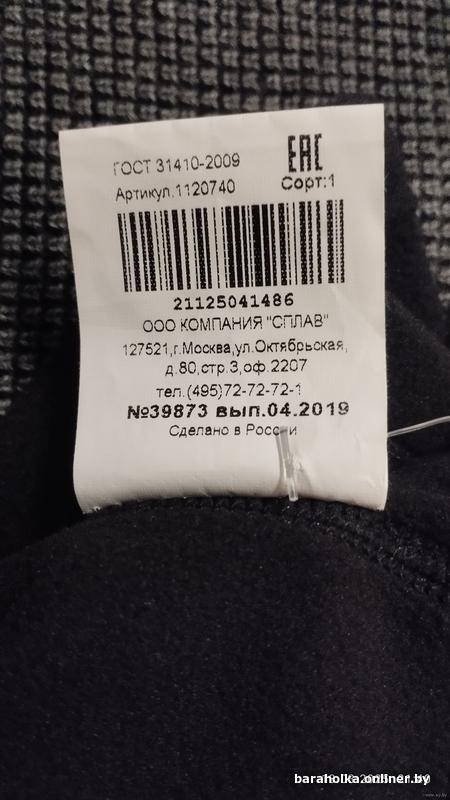 ГОСТ 31410-2009
EAC
Артикул.1120740
Сорт:1
21125041486
ООО КОМПАНИЯ "СПЛАВ"
127521,г.Москва,ул.Октябрьская,
д.80,стр.3,оф.2207
тел.(495)72-72-72-1
№39873 вып.04.2019
Сделано в России
baraholka.onliner.by